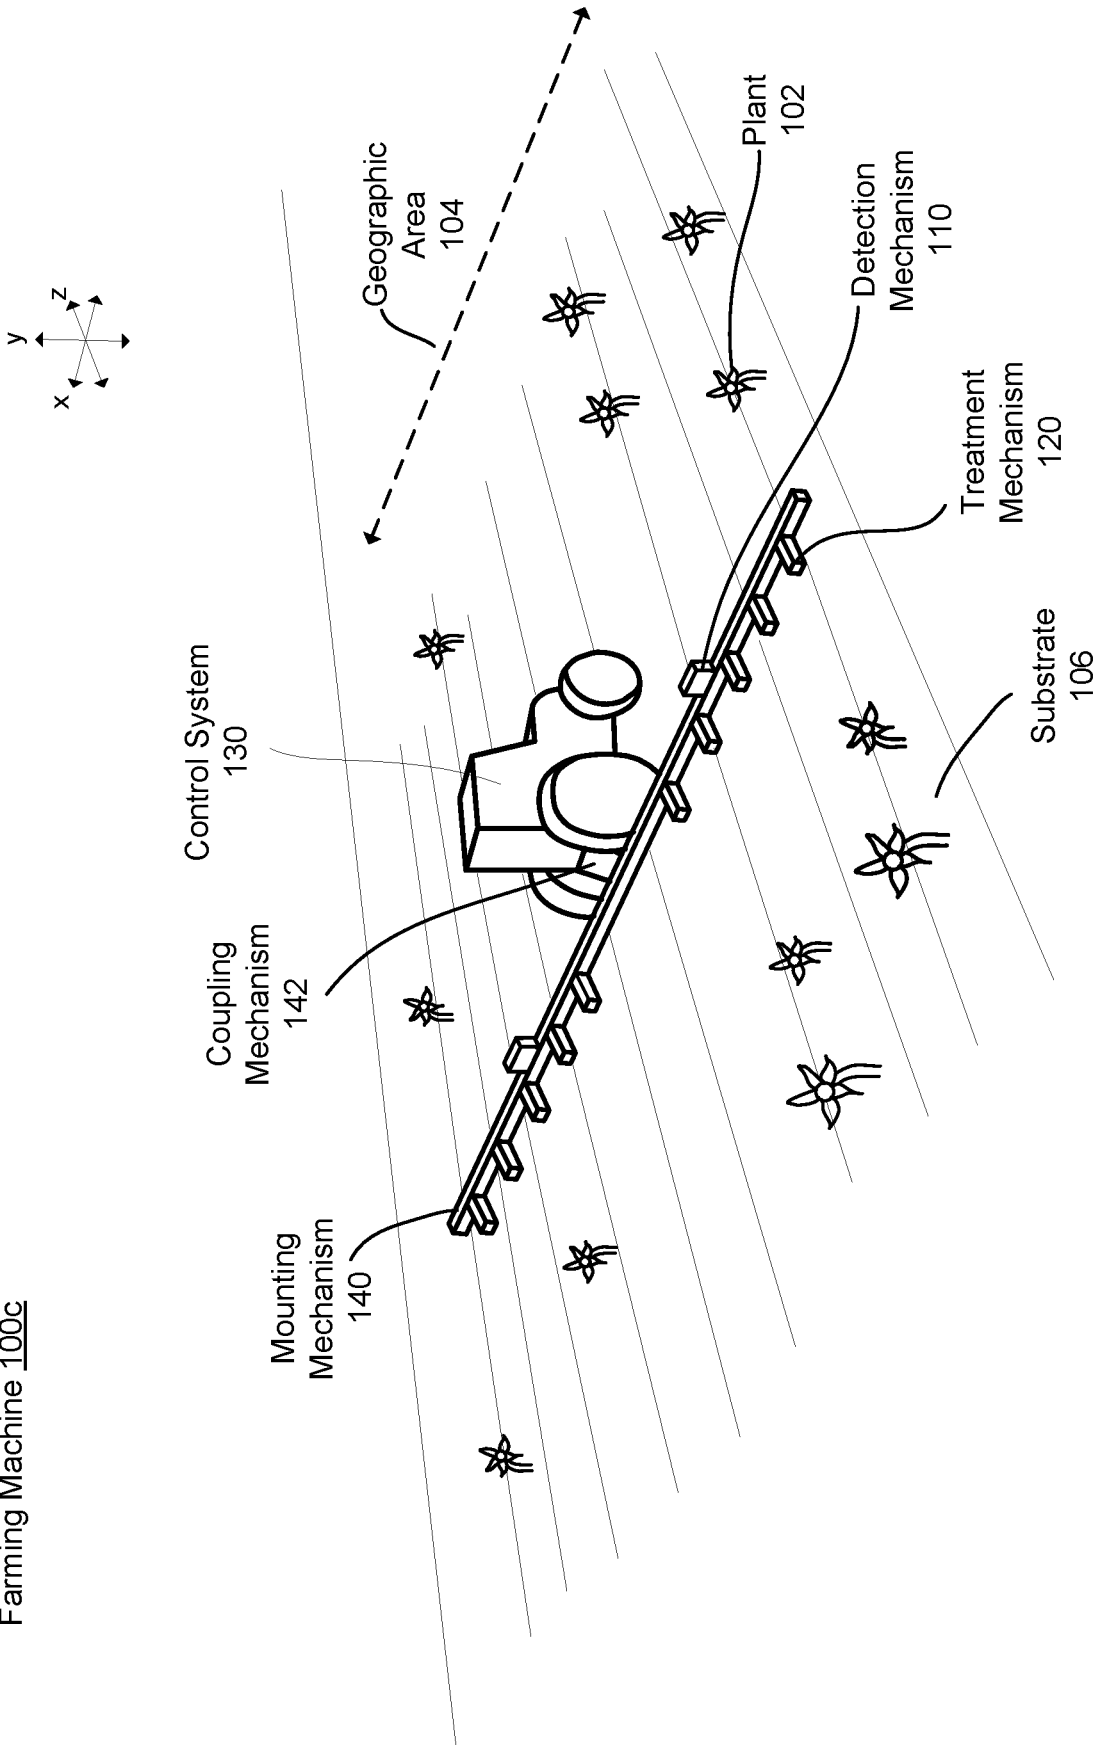 Farming Machine 100c
y
x
z
Geographic
Area
104
Control System
130
Plant
102
Coupling
Mechanism
142
Detection
Mechanism
110
Mounting
Mechanism
140
Treatment
Mechanism
120
Substrate
106